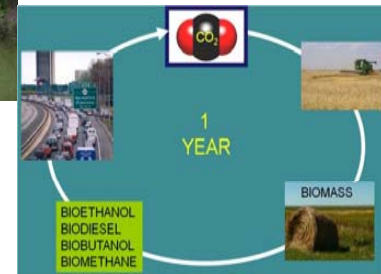 CO2
1
YEAR
BIOMASS
BIOETHANOL
BIODIESEL
BIOBUTANOL
BIOMETHANE